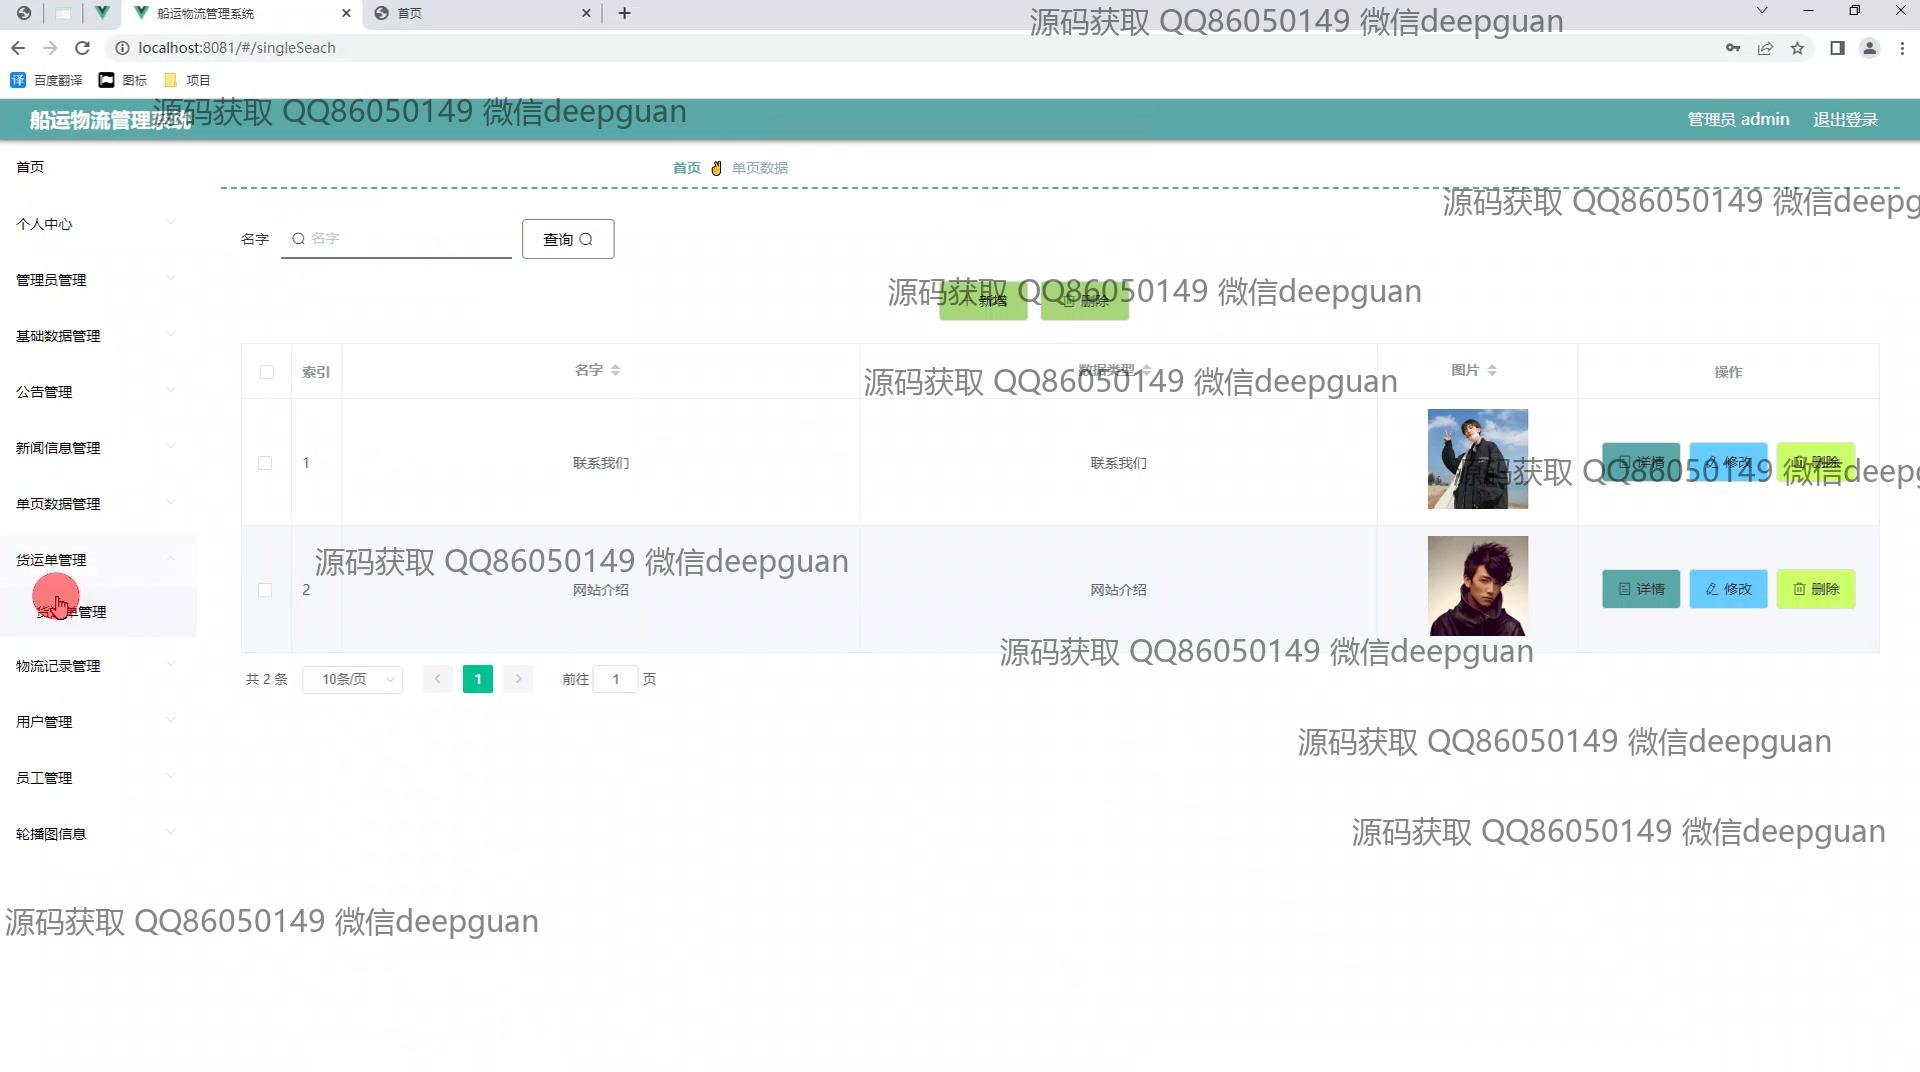 船运物流管理系统
首页
源码获取 QQ86050149 微信deepguan
localhost:8081/#/singleSeach
译 百度翻译 图标 项目
船运物流管理系统
源码获取 QQ86050149 微信deepguan
管理员 admin 退出登录
首页
首页 单页数据
源码获取 QQ86050149 微信deepg
个人中心
名字 名字 查询
管理员管理
源码获取 QQ86050149 微信deepguan
新增 删除
基础数据管理
索引 名字 数据类型 图片 操作
源码获取 QQ86050149 微信deepguan
公告管理
新闻信息管理
1 联系我们 联系我们 详情 修改 删除
源码获取 QQ86050149 微信deepg
单页数据管理
货运单管理
源码获取 QQ86050149 微信deepguan
2 网站介绍 网站介绍 详情 修改 删除
货运单管理
源码获取 QQ86050149 微信deepguan
物流记录管理
共 2 条 10条/页 1 前往 1 页
用户管理
源码获取 QQ86050149 微信deepguan
员工管理
轮播图信息
源码获取 QQ86050149 微信deepguan
源码获取 QQ86050149 微信deepguan